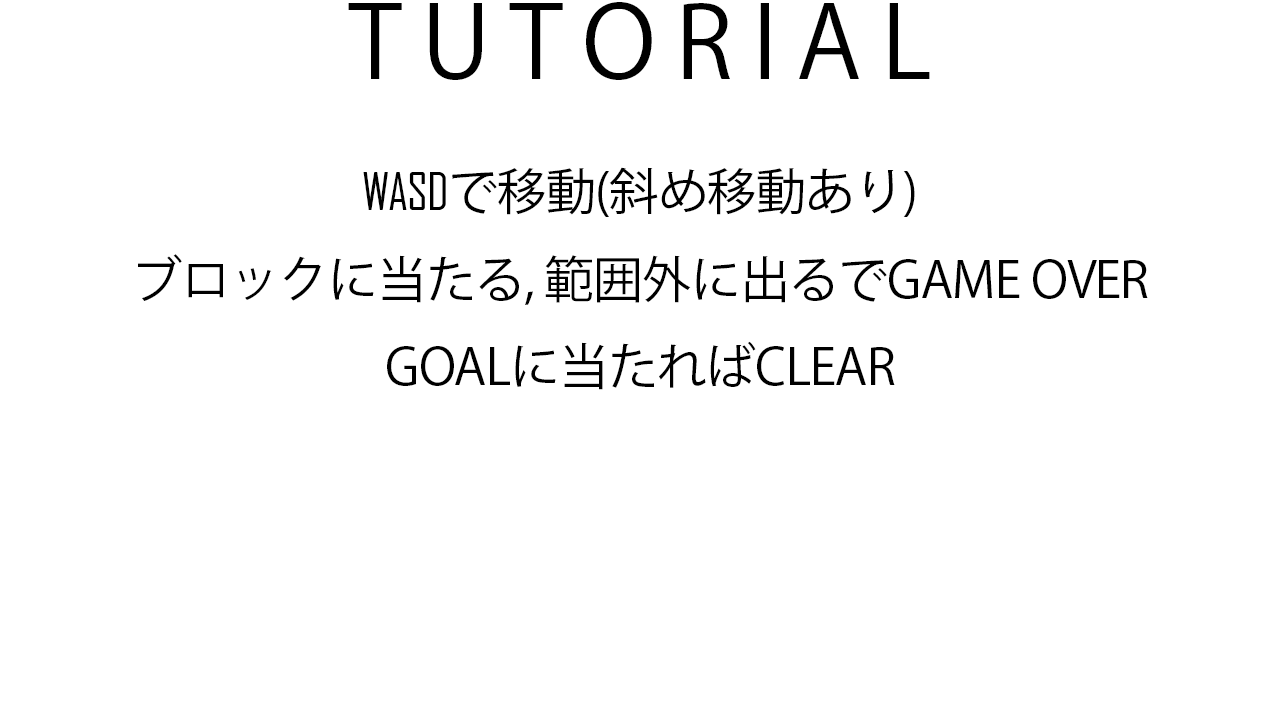 TUTORIAL
WASDで移動(斜め移動あり)
ブロックに当たる, 範囲外に出るでGAME OVER
GOALに当たればCLEAR